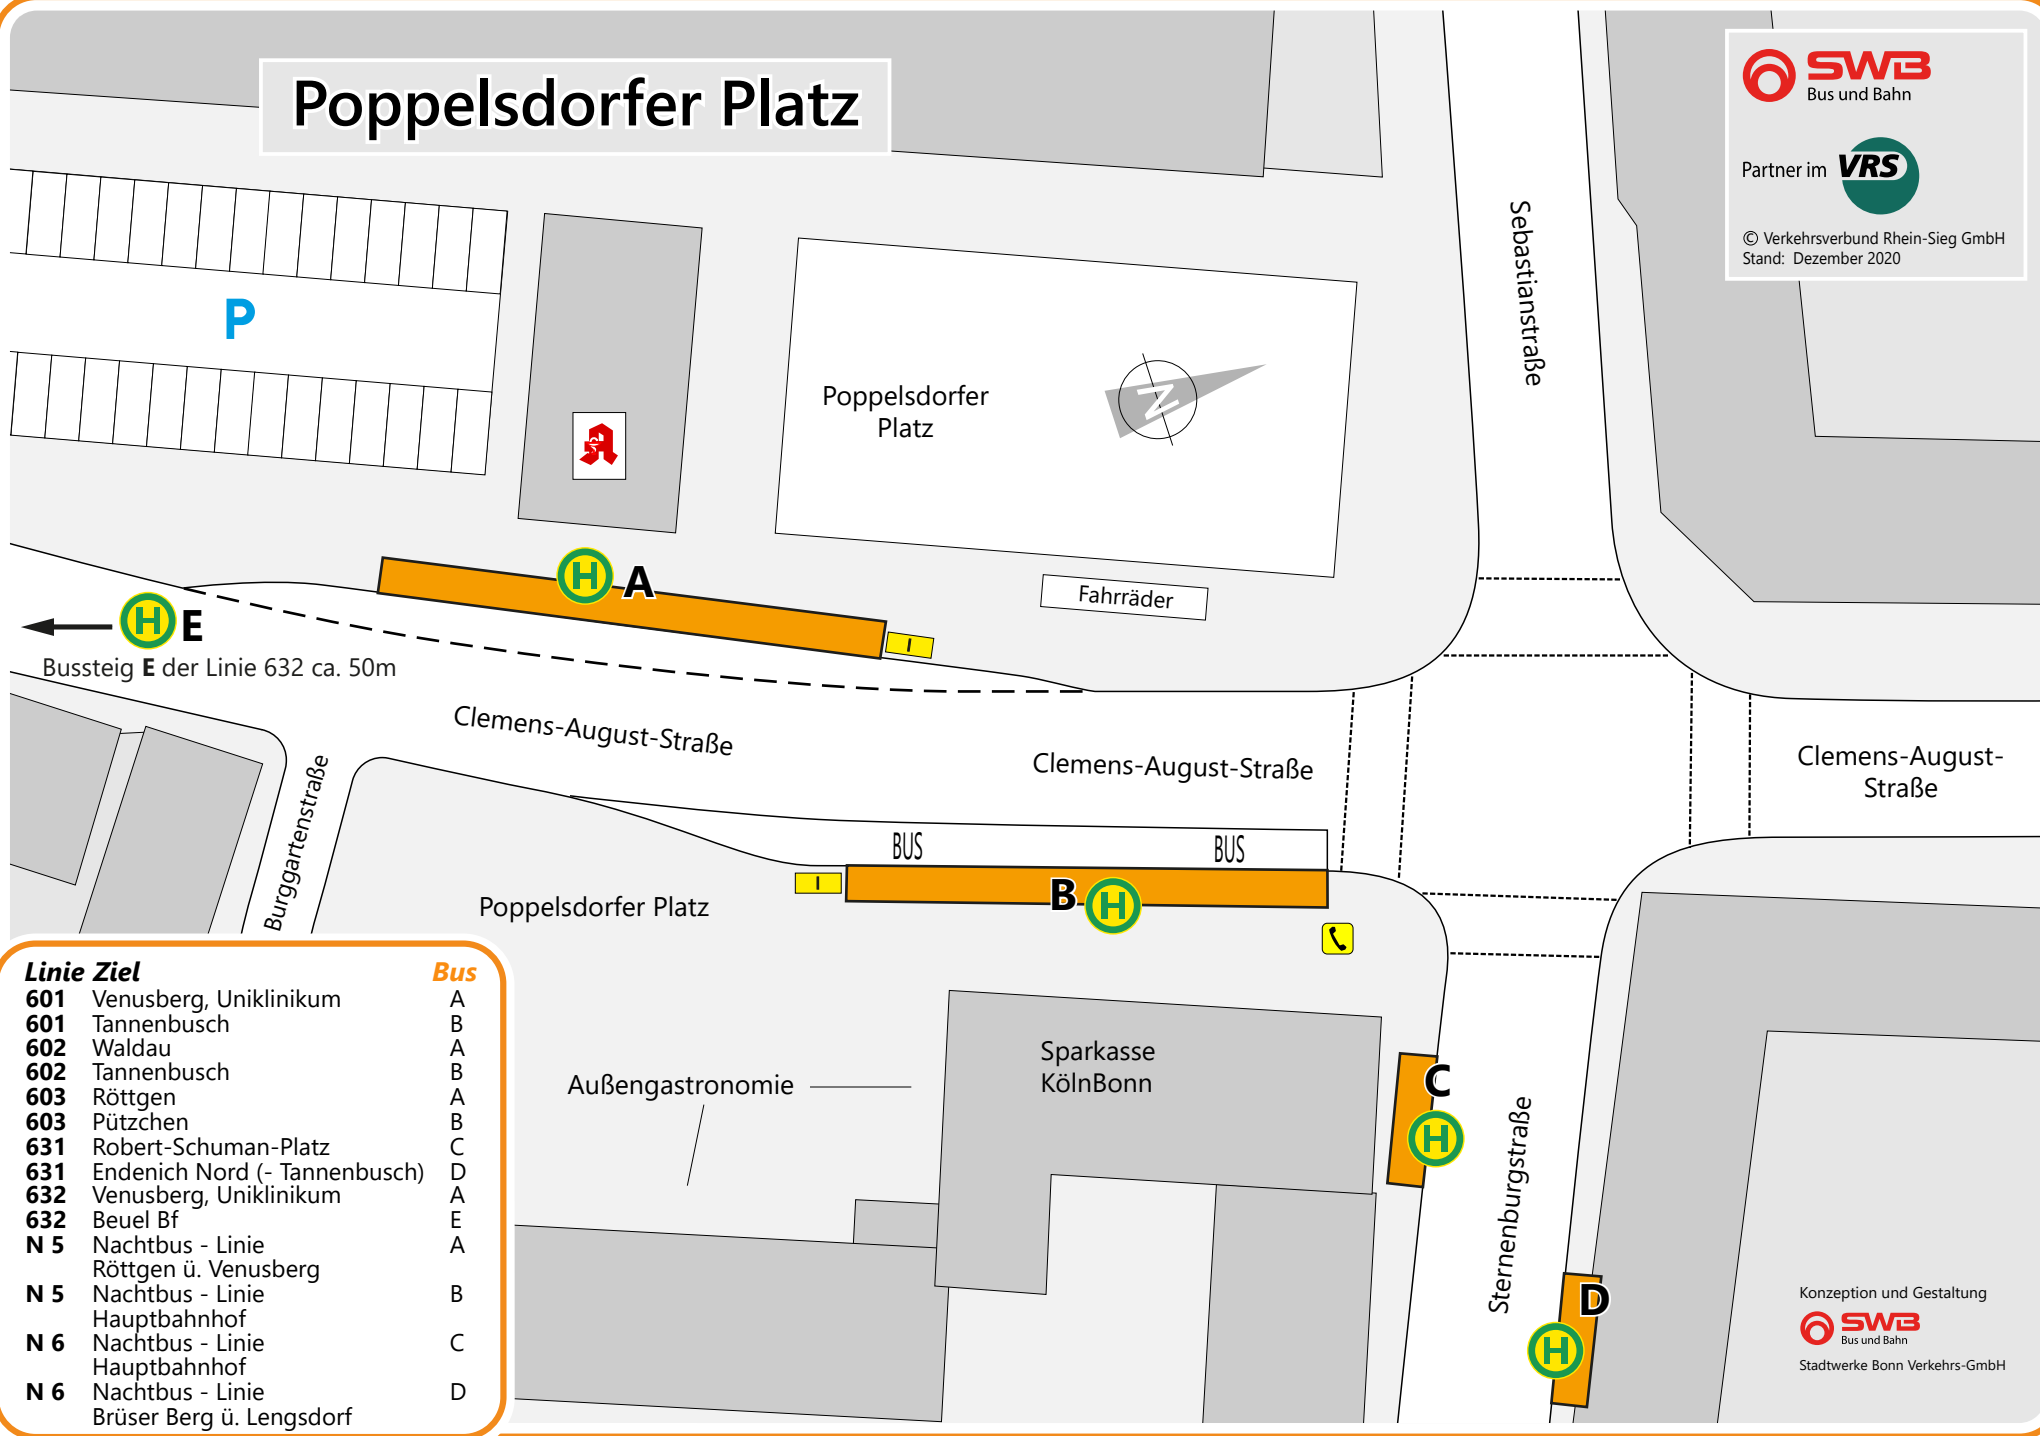 Poppelsdorfer Platz
SWB
Bus und Bahn
Partner im VRS
© Verkehrsverbund Rhein-Sieg GmbH
Stand: Dezember 2020
Sebastianstraße
P
Poppelsdorfer
Platz
N
A
H A
Fahrräder
I
H E
Bussteig E der Linie 632 ca. 50m
Clemens-August-Straße
Clemens-August-Straße
Clemens-August-
Straße
Burggartenstraße
BUS BUS
I
B H
Poppelsdorfer Platz
Sparkasse
KölnBonn
Außengastronomie
C
H
Sternenburgstraße
D
H
Linie Ziel Bus
601 Venusberg, Uniklinikum A
601 Tannenbusch B
602 Waldau A
602 Tannenbusch B
603 Röttgen A
603 Pützchen B
631 Robert-Schuman-Platz C
631 Endenich Nord (- Tannenbusch) D
632 Venusberg, Uniklinikum A
632 Beuel Bf E
N 5 Nachtbus - Linie A
Röttgen ü. Venusberg
N 5 Nachtbus - Linie B
Hauptbahnhof
N 6 Nachtbus - Linie C
Hauptbahnhof
N 6 Nachtbus - Linie D
Brüser Berg ü. Lengsdorf
Konzeption und Gestaltung
SWB
Bus und Bahn
Stadtwerke Bonn Verkehrs-GmbH